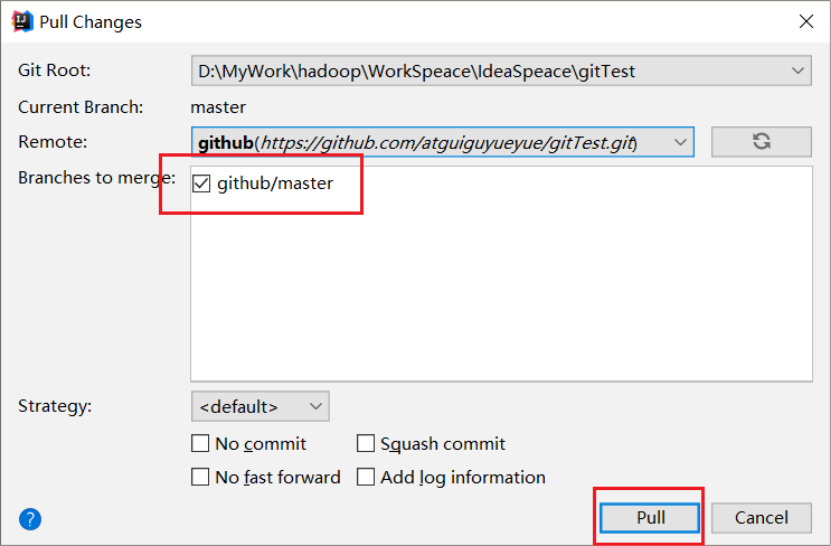 Pull Changes
Git Root: D:\MyWork\hadoop\WorkSpeace\IdeaSpeace\gitTest
Current Branch: master
Remote: github(https://github.com/atguiguyueyue/gitTest.git)
Branches to merge: github/master
Strategy: <default>
No commit Squash commit
No fast forward Add log information
? Pull Cancel